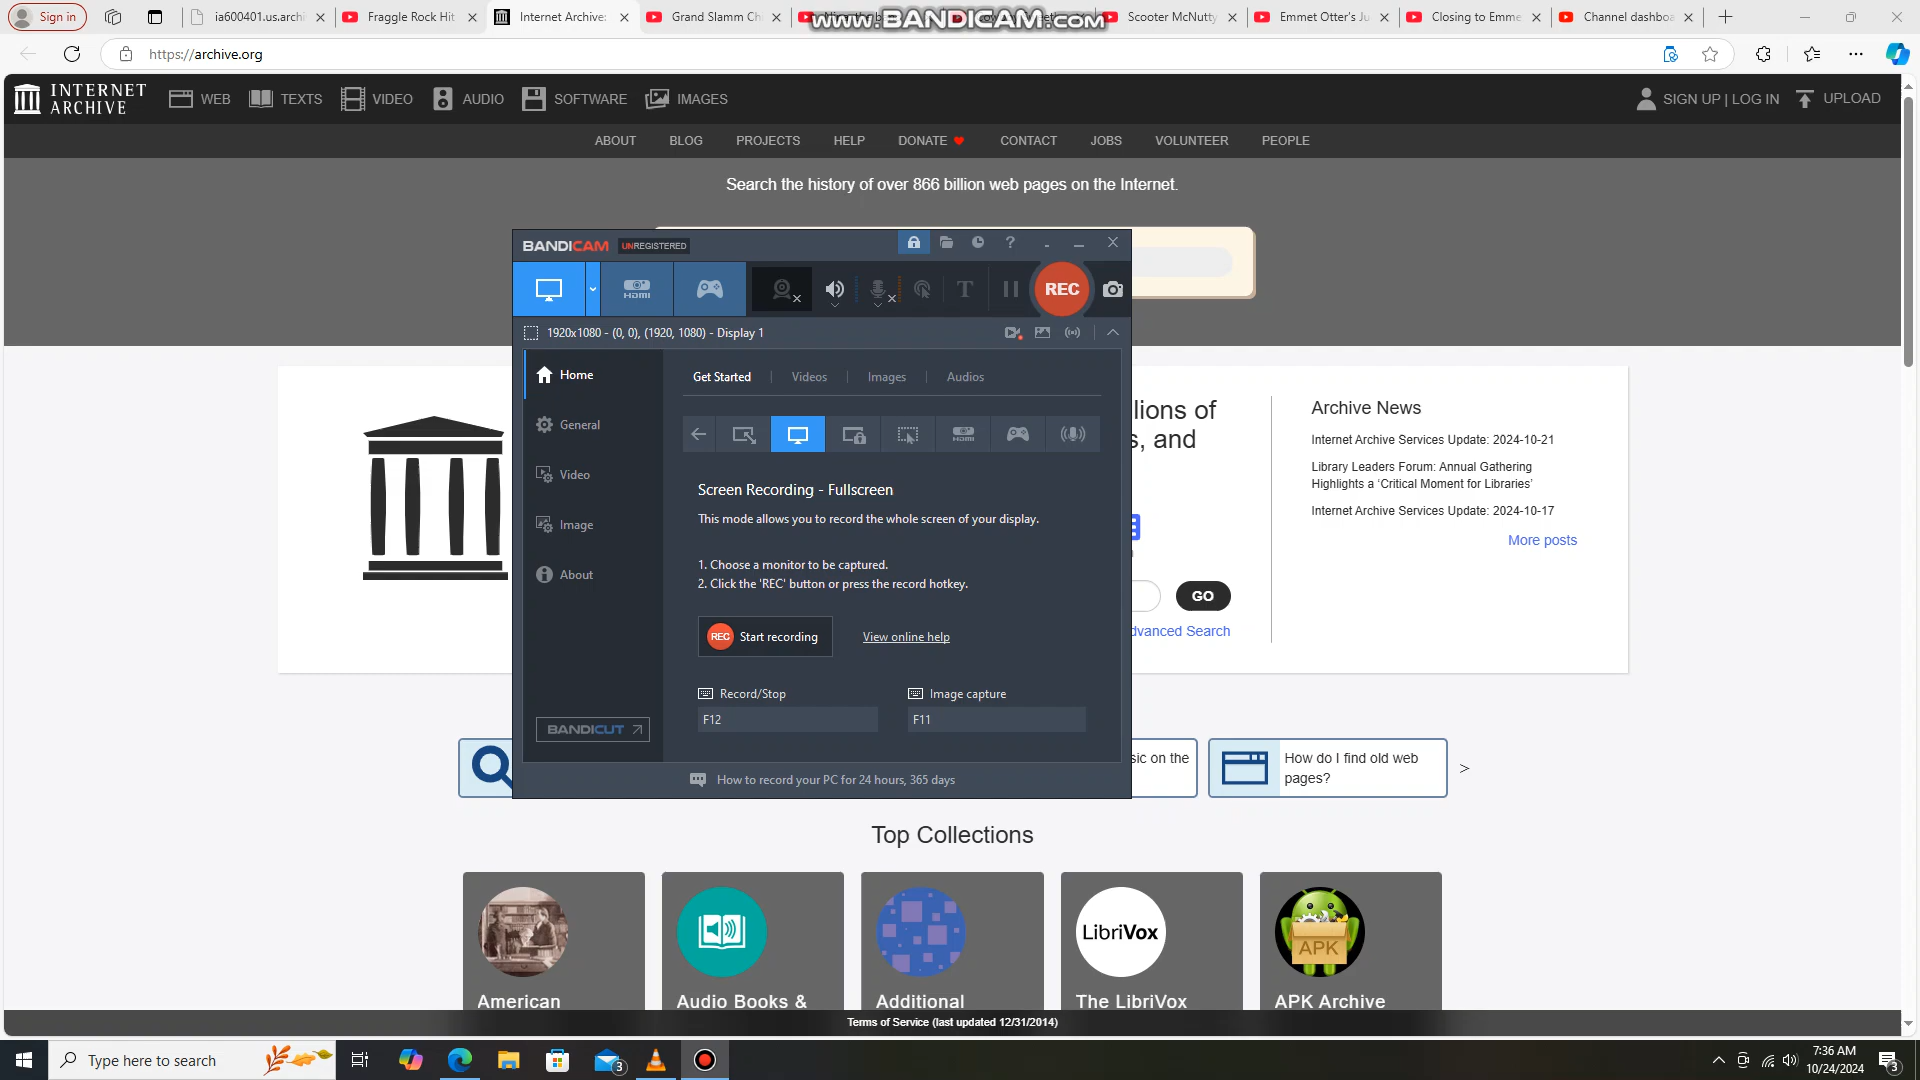 Sign in
ia600401.us.archi
Fraggle Rock Hit
Internet Archive:
Grand Slamm Ch
Scooter McNutty
Emmet Otter's Ju
Closing to Emme
Channel dashboa
www.BANDICAM.com
https://archive.org
INTERNET ARCHIVE
WEB
TEXTS
VIDEO
AUDIO
SOFTWARE
IMAGES
SIGN UP | LOG IN
UPLOAD
ABOUT
BLOG
PROJECTS
HELP
DONATE
CONTACT
JOBS
VOLUNTEER
PEOPLE
Search the history of over 866 billion web pages on the Internet.
BANDICAM UNREGISTERED
HDMI
T
REC
1920x1080 - (0, 0), (1920, 1080) - Display 1
Home
General
Video
Image
About
BANDICUT
Get Started
Videos
Images
Audios
HDMI
Screen Recording - Fullscreen
This mode allows you to record the whole screen of your display.
1. Choose a monitor to be captured.
2. Click the 'REC' button or press the record hotkey.
REC Start recording
View online help
Record/Stop
Image capture
F12
F11
How to record your PC for 24 hours, 365 days
lions of
s, and
GO
dvanced Search
Archive News
Internet Archive Services Update: 2024-10-21
Library Leaders Forum: Annual Gathering
Highlights a ‘Critical Moment for Libraries’
Internet Archive Services Update: 2024-10-17
More posts
sic on the
How do I find old web
pages?
>
Top Collections
American
Audio Books &
Additional
LibriVox
The LibriVox
APK
APK Archive
Terms of Service (last updated 12/31/2014)
Type here to search
3
7:36 AM
10/24/2024
3